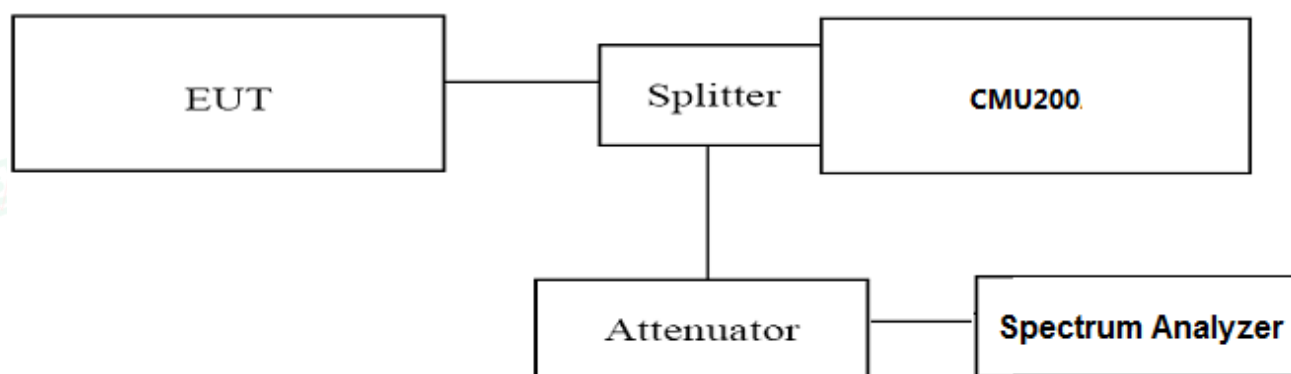 EUT
Splitter
CMU200.
Attenuator
Spectrum Analyzer